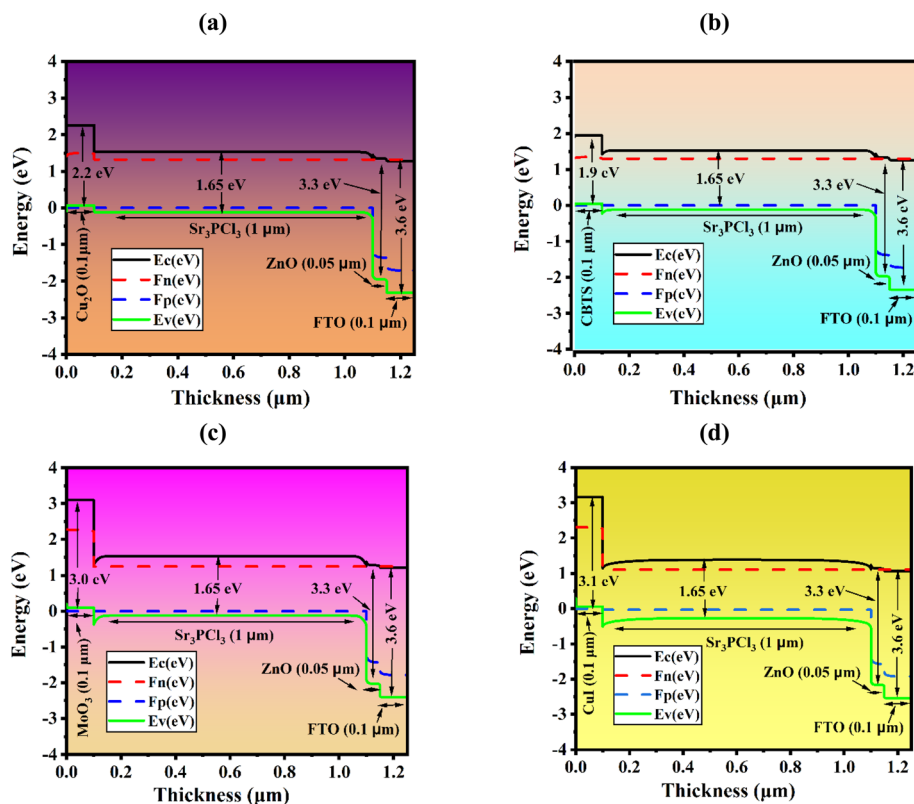 (a)
4
3
2
1
0
-1
-2
-3
-4
Energy (eV)
2.2 eV
1.65 eV
3.3 eV
3.6 eV
Sr₃PCl₃ (1 µm)
Ec(eV)
Fn(eV)
Fp(eV)
Ev(eV)
Cu₂O (0.1µm)
ZnO (0.05 µm)
FTO (0.1 µm)
0.0 0.2 0.4 0.6 0.8 1.0 1.2
Thickness (µm)
(b)
4
3
2
1
0
-1
-2
-3
-4
Energy (eV)
1.9 eV
1.65 eV
3.3 eV
3.6 eV
Sr₃PCl₃ (1 µm)
Ec(eV)
Fn(eV)
Fp(eV)
Ev(eV)
CBTS (0.1 µm)
ZnO (0.05 µm)
FTO (0.1 µm)
0.0 0.2 0.4 0.6 0.8 1.0 1.2
Thickness (µm)
(c)
4
3
2
1
0
-1
-2
-3
-4
Energy (eV)
3.0 eV
1.65 eV
3.3 eV
3.6 eV
Sr₃PCl₃ (1 µm)
Ec(eV)
Fn(eV)
Fp(eV)
Ev(eV)
MoO₃ (0.1 µm)
ZnO (0.05 µm)
FTO (0.1 µm)
0.0 0.2 0.4 0.6 0.8 1.0 1.2
Thickness (µm)
(d)
4
3
2
1
0
-1
-2
-3
-4
Energy (eV)
3.1 eV
1.65 eV
3.3 eV
3.6 eV
Sr₃PCl₃ (1 µm)
Ec(eV)
Fn(eV)
Fp(eV)
Ev(eV)
CuI (0.1 µm)
ZnO (0.05 µm)
FTO (0.1 µm)
0.0 0.2 0.4 0.6 0.8 1.0 1.2
Thickness (µm)